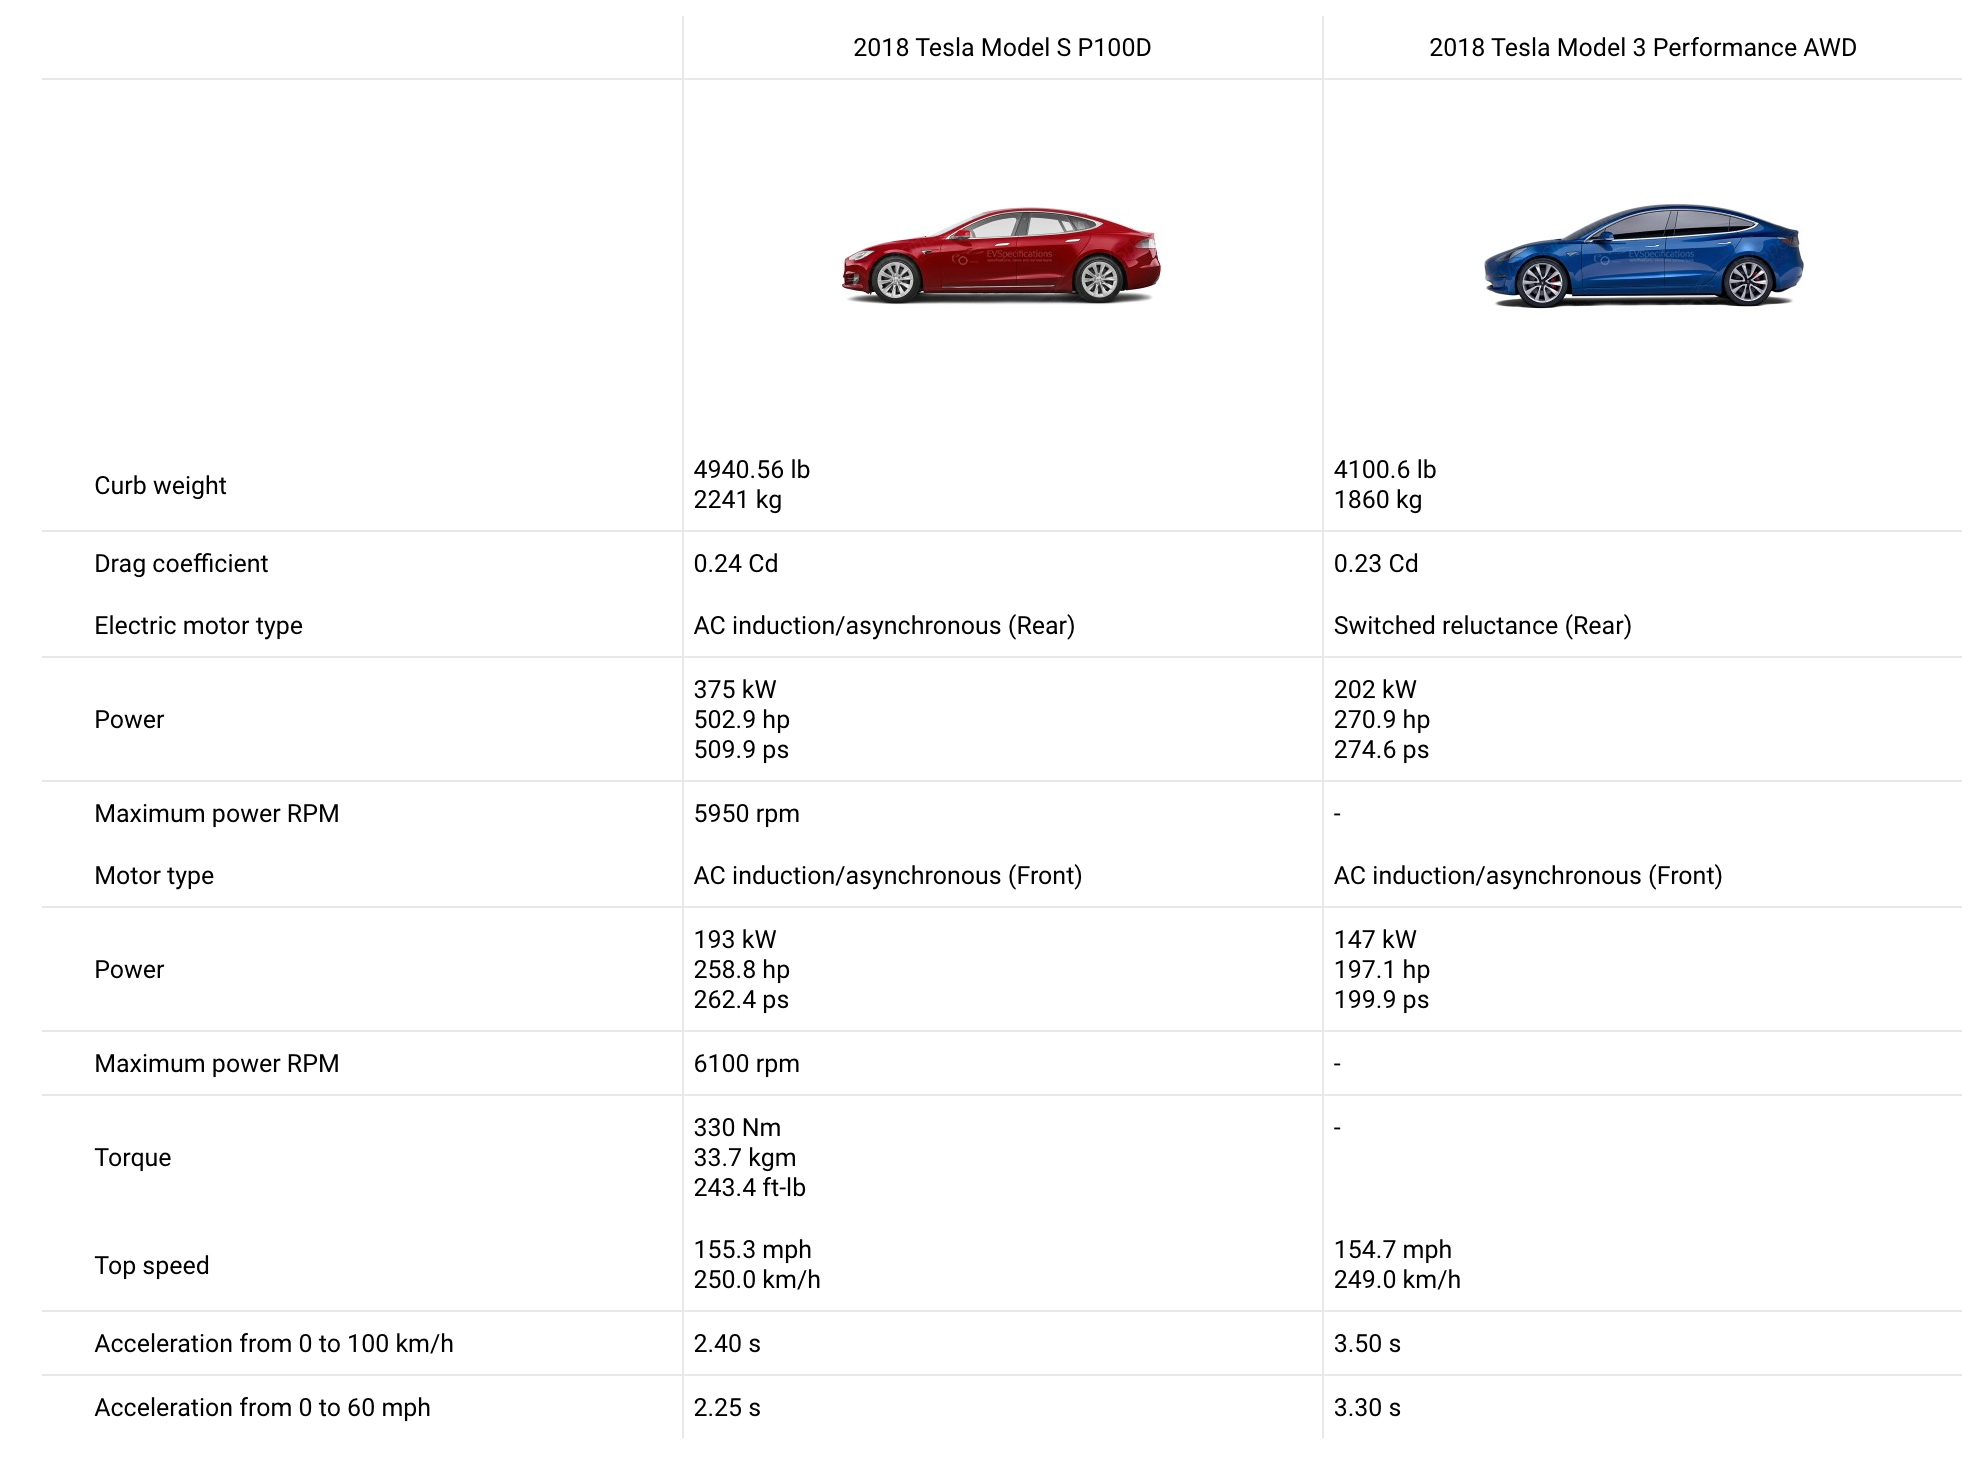 2018 Tesla Model S P100D
2018 Tesla Model 3 Performance AWD
EVSpecifications
EVSpecifications
Curb weight
4940.56 lb
2241 kg
4100.6 lb
1860 kg
Drag coefficient
0.24 Cd
0.23 Cd
Electric motor type
AC induction/asynchronous (Rear)
Switched reluctance (Rear)
Power
375 kW
502.9 hp
509.9 ps
202 kW
270.9 hp
274.6 ps
Maximum power RPM
5950 rpm
-
Motor type
AC induction/asynchronous (Front)
AC induction/asynchronous (Front)
Power
193 kW
258.8 hp
262.4 ps
147 kW
197.1 hp
199.9 ps
Maximum power RPM
6100 rpm
-
Torque
330 Nm
33.7 kgm
243.4 ft-lb
-
Top speed
155.3 mph
250.0 km/h
154.7 mph
249.0 km/h
Acceleration from 0 to 100 km/h
2.40 s
3.50 s
Acceleration from 0 to 60 mph
2.25 s
3.30 s